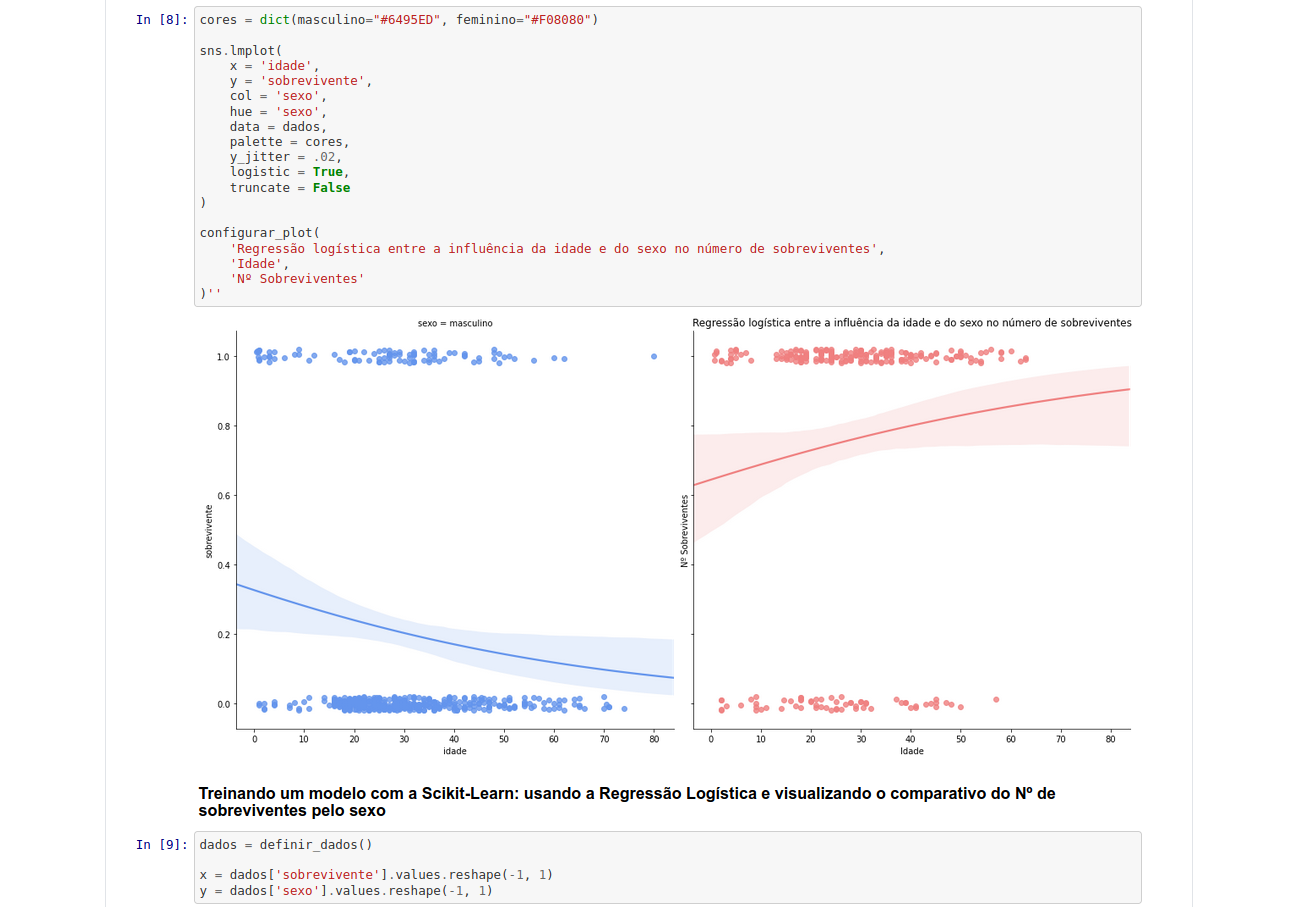 In [8]:
cores = dict(masculino="#6495ED", feminino="#F08080")
sns.lmplot(
x = 'idade',
y = 'sobrevivente',
col = 'sexo',
hue = 'sexo',
data = dados,
palette = cores,
y_jitter = .02,
logistic = True,
truncate = False
)
configurar_plot(
'Regressão logística entre a influência da idade e do sexo no número de sobreviventes',
'Idade',
'Nº Sobreviventes'
)''
sexo = masculino
1.0
0.8
0.6
0.4
0.2
0.0
sobrevivente
0 10 20 30 40 50 60 70 80
idade
Regressão logística entre a influência da idade e do sexo no número de sobreviventes
Nº Sobreviventes
0 10 20 30 40 50 60 70 80
Idade
Treinando um modelo com a Scikit-Learn: usando a Regressão Logística e visualizando o comparativo do Nº de
sobreviventes pelo sexo
In [9]:
dados = definir_dados()
x = dados['sobrevivente'].values.reshape(-1, 1)
y = dados['sexo'].values.reshape(-1, 1)